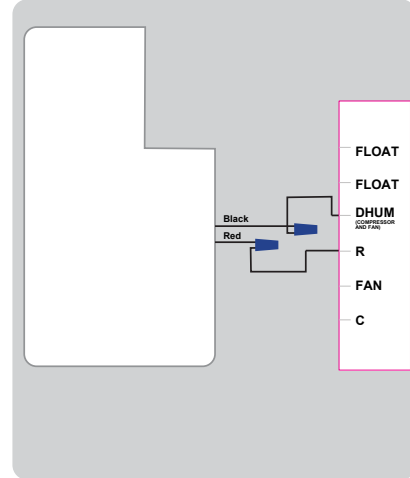 FLOAT
FLOAT
DHUM
(COMPRESSOR
AND FAN)
Black
Red
R
FAN
C